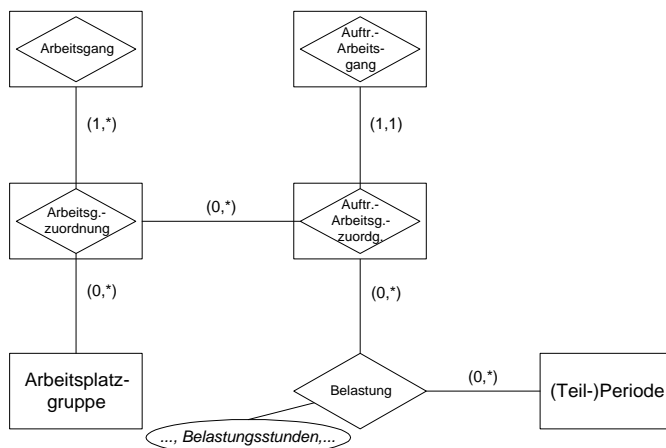 Arbeitsgang
Auftr.-
Arbeits-
gang
(1,*)
(1,1)
Arbeitsg.-
zuordnung
(0,*)
Auftr.-
Arbeitsg.-
zuordg.
(0,*)
(0,*)
Arbeitsplatz-
gruppe
Belastung
(0,*)
(Teil-)Periode
..., Belastungsstunden,...